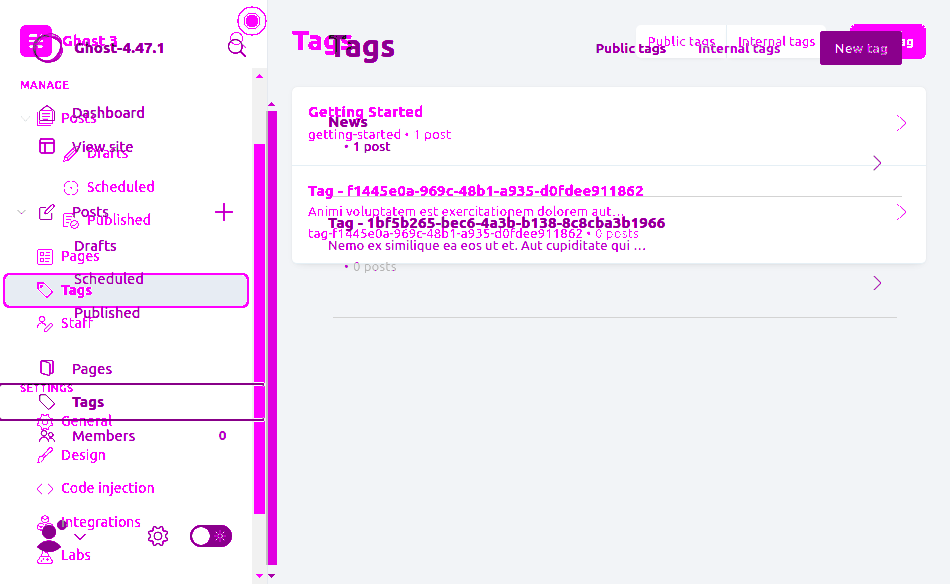 Ghost 3
Ghost-4.47.1
MANAGE
Dashboard
Posts
View site
Drafts
Scheduled
Posts
Published
Drafts
Pages
Scheduled
Tags
Published
Staff
Pages
SETTINGS
Tags
General
Members 0
Design
Code injection
Integrations
Labs
Tags
Tags
Public tags Internal tags
Public tags Internal tags New tag
Getting Started
News
getting-started • 1 post
• 1 post
Tag - f1445e0a-969c-48b1-a935-d0fdee911862
Animi voluptatem est exercitationem dolorem aut...
Tag - 1bf5b265-bec6-4a3b-b138-8c8cba3b1966
tag-f1445e0a-969c-48b1-a935-d0fdee911862 • 0 posts
Nemo ex similique ea eos ut et. Aut cupiditate qui ...
• 0 posts